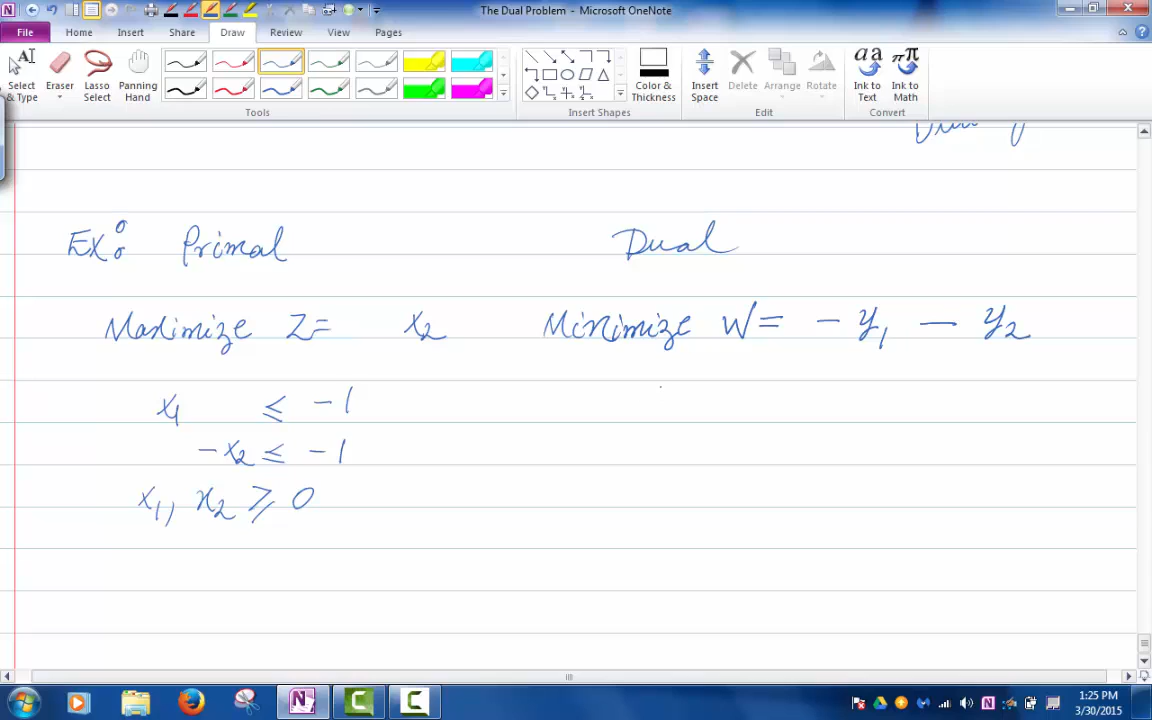 The Dual Problem - Microsoft OneNote
File Home Insert Share Draw Review View Pages
Select & Type
Eraser
Lasso Select
Panning Hand
Color & Thickness
Insert Space
Delete
Arrange
Rotate
Ink to Text
Ink to Math
Tools Insert Shapes Edit Convert
Ex: Primal Dual
Maximize Z = x2 Minimize W = - y1 - y2
x1 ≤ -1
-x2 ≤ -1
x1, x2 ≥ 0
1:25 PM
3/30/2015